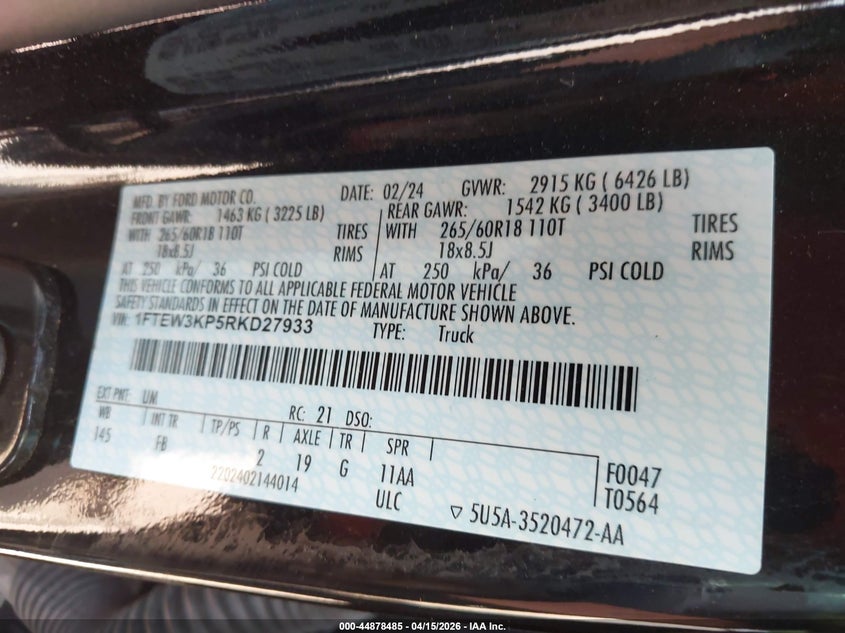 MFD. BY FORD MOTOR CO. DATE: 02/24 GVWR: 2915 KG ( 6426 LB)
FRONT GAWR: 1463 KG ( 3225 LB) REAR GAWR: 1542 KG ( 3400 LB)
WITH 265/60R18 110T TIRES WITH 265/60R18 110T TIRES
18x8.5J RIMS 18x8.5J RIMS
AT 250 kPa/ 36 PSI COLD AT 250 kPa/ 36 PSI COLD
THIS VEHICLE CONFORMS TO ALL APPLICABLE FEDERAL MOTOR VEHICLE
SAFETY STANDARDS IN EFFECT ON THE DATE OF MANUFACTURE SHOWN ABOVE.
VIN: 1FTEW3KP5RKD27933 TYPE: Truck
EXT PNT: UM RC: 21 DSO:
WB INT TR TP/PS R AXLE TR SPR
145 FB 2 19 G 11AA F0047
2202402144014 ULC T0564
▽ 5U5A-3520472-AA
000-44878485 - 04/15/2026 - IAA Inc.